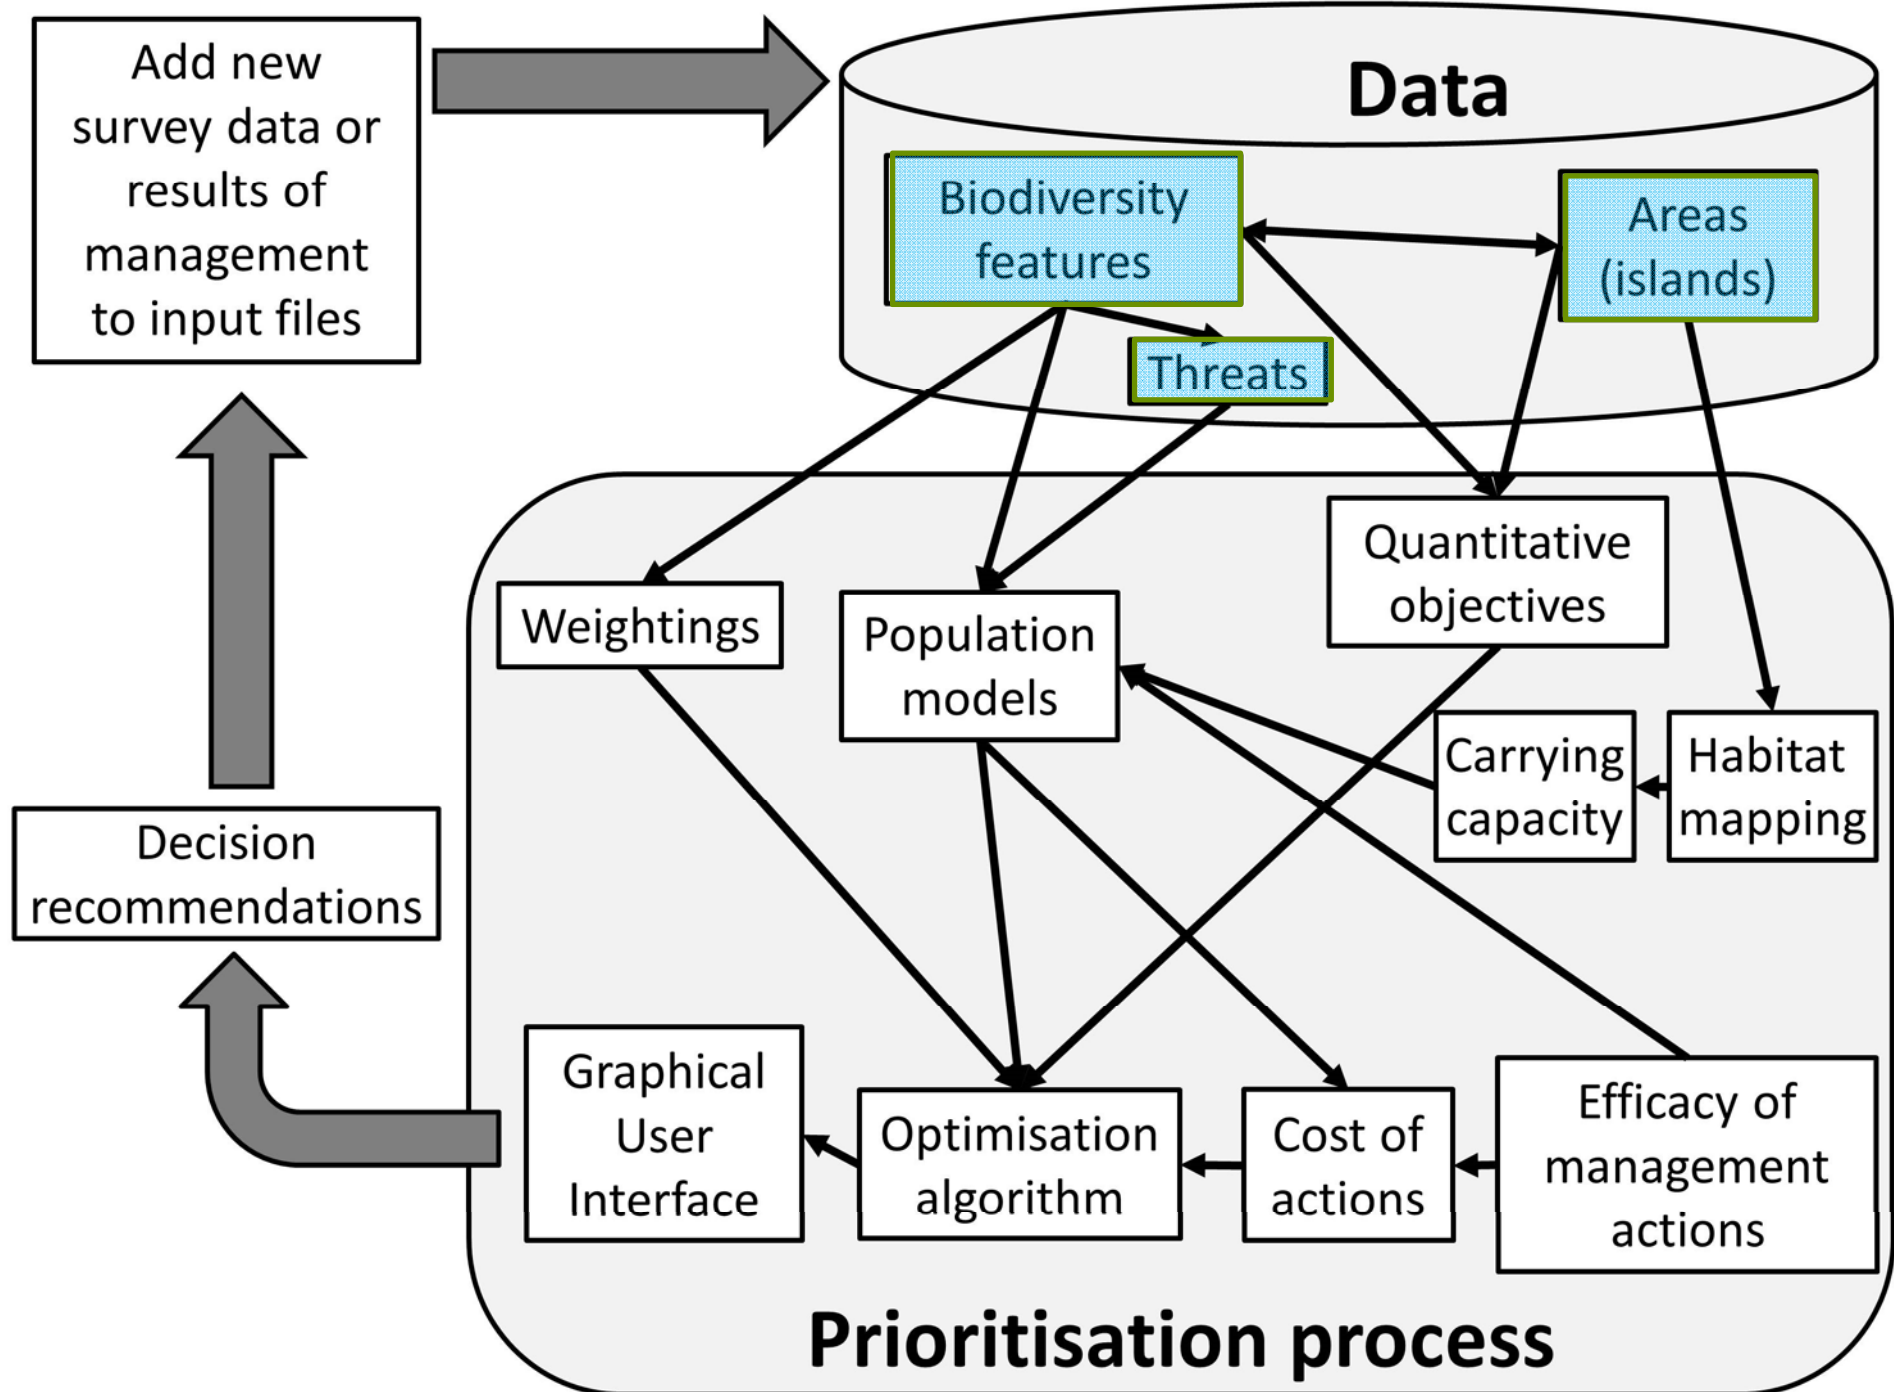 Add new
survey data or
results of
management
to input files
Data
Biodiversity
features
Areas
(islands)
Threats
Quantitative
objectives
Weightings
Population
models
Carrying
capacity
Habitat
mapping
Decision
recommendations
Graphical
User
Interface
Optimisation
algorithm
Cost of
actions
Efficacy of
management
actions
Prioritisation process